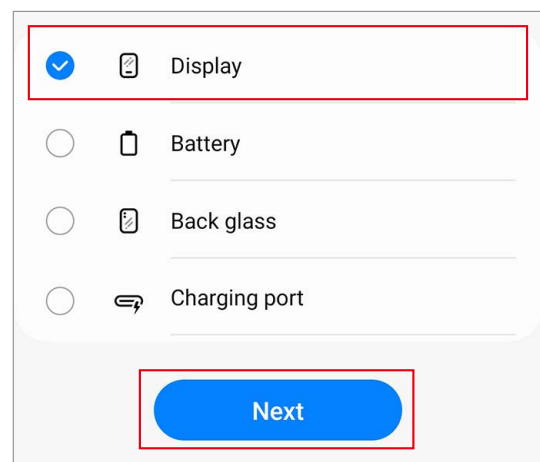 Display
Battery
Back glass
Charging port
Next